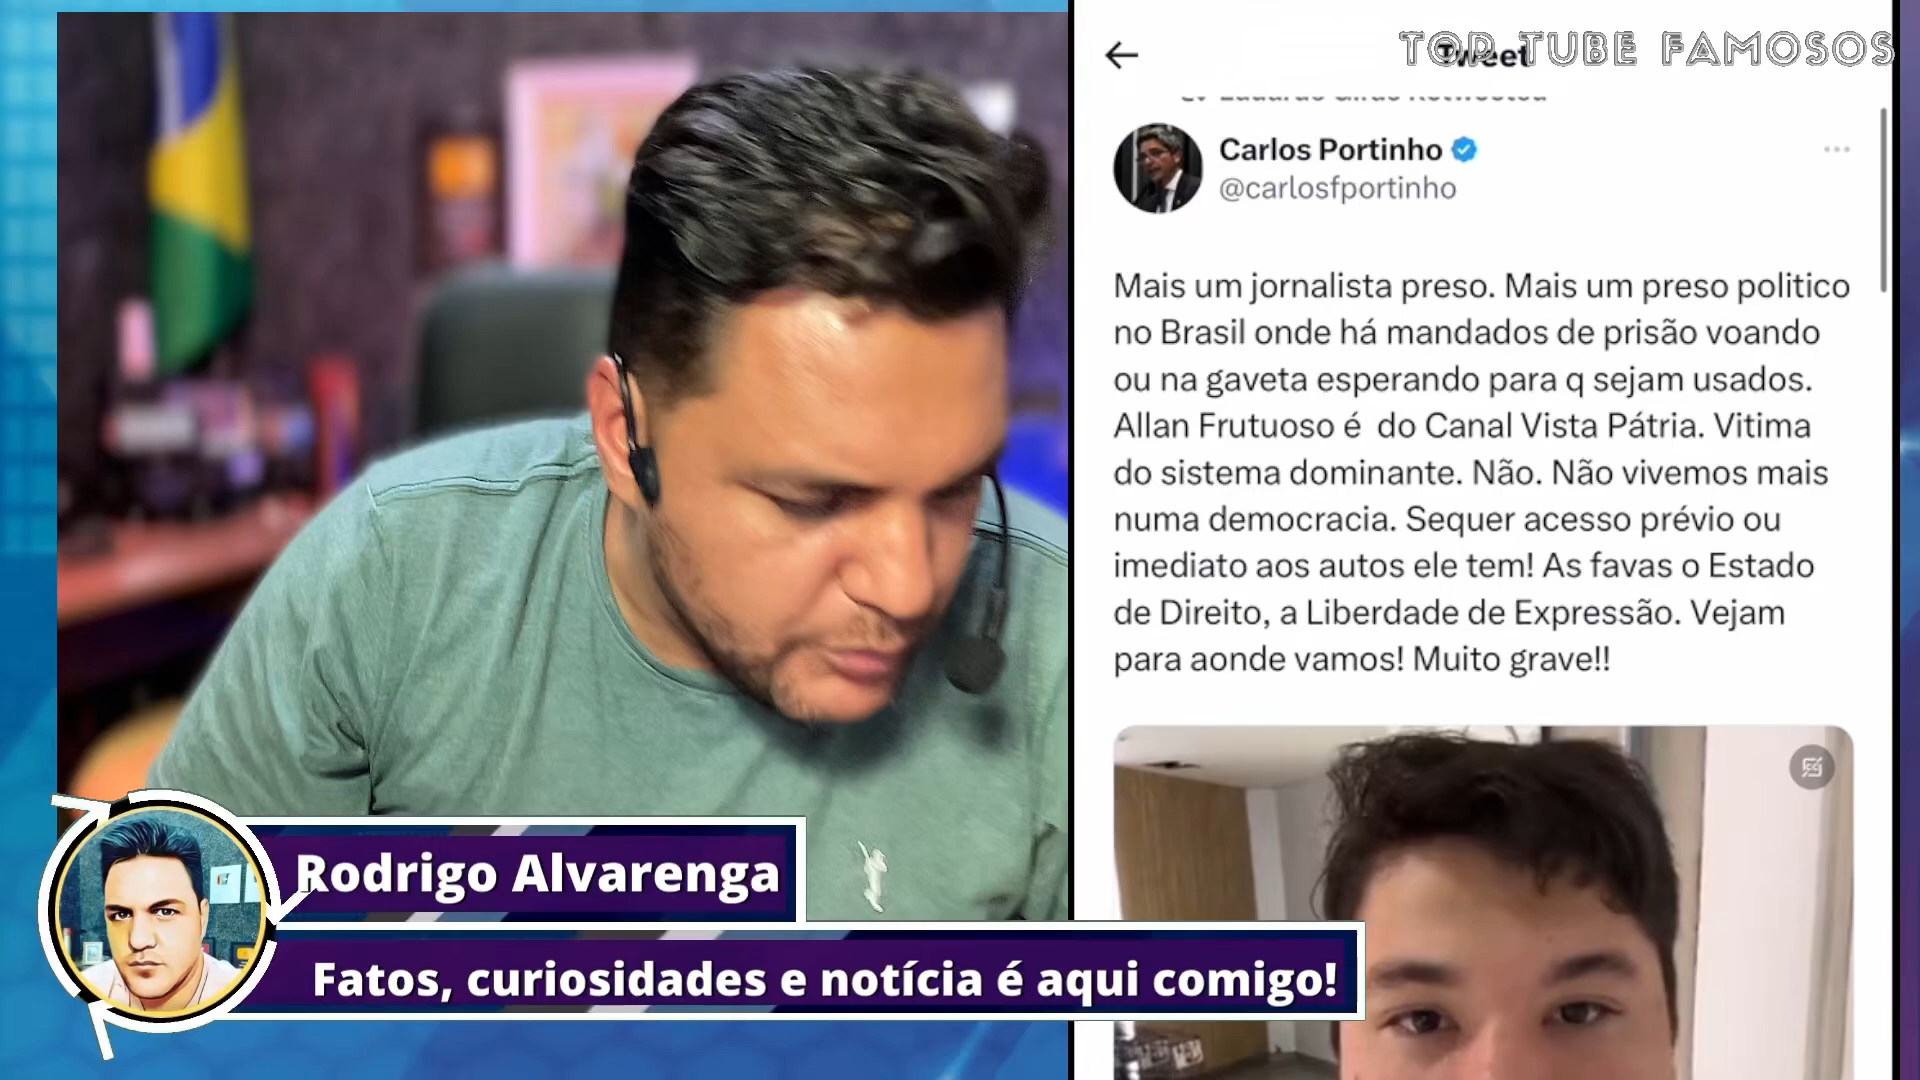 TOP TUBE FAMOSOS
Tweet
Carlos Portinho
@carlosfportinho
Mais um jornalista preso. Mais um preso politico
no Brasil onde há mandados de prisão voando
ou na gaveta esperando para q sejam usados.
Allan Frutuoso é  do Canal Vista Pátria. Vitima
do sistema dominante. Não. Não vivemos mais
numa democracia. Sequer acesso prévio ou
imediato aos autos ele tem! As favas o Estado
de Direito, a Liberdade de Expressão. Vejam
para aonde vamos! Muito grave!!
Rodrigo Alvarenga
Fatos, curiosidades e notícia é aqui comigo!